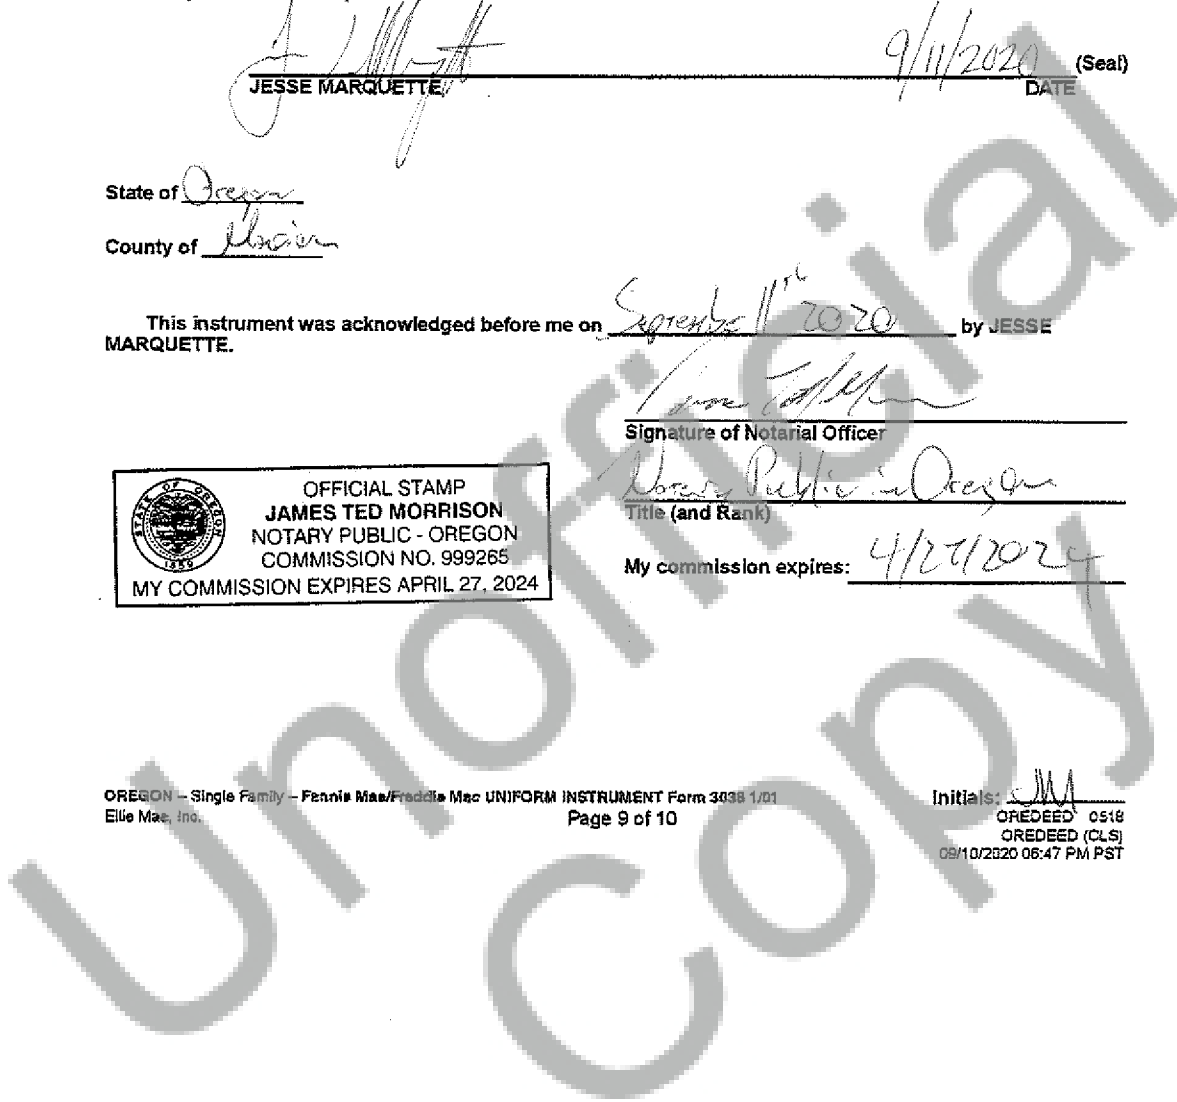 9/11/2020 (Seal)
JESSE MARQUETTE DATE
State of Oregon
County of Marion
This instrument was acknowledged before me on September 11th 2020 by JESSE
MARQUETTE.
Signature of Notarial Officer
Notary Public in Oregon
Title (and Rank)
My commission expires: 4/27/2024
STATE OF OREGON
1859
OFFICIAL STAMP
JAMES TED MORRISON
NOTARY PUBLIC - OREGON
COMMISSION NO. 999265
MY COMMISSION EXPIRES APRIL 27, 2024
OREGON – Single Family – Fannie Mae/Freddie Mac UNIFORM INSTRUMENT Form 3038 1/01
Ellie Mae, Inc.
Page 9 of 10
Initials: JM
OREDEED 0518
OREDEED (CLS)
09/10/2020 06:47 PM PST
Unofficial
Copy